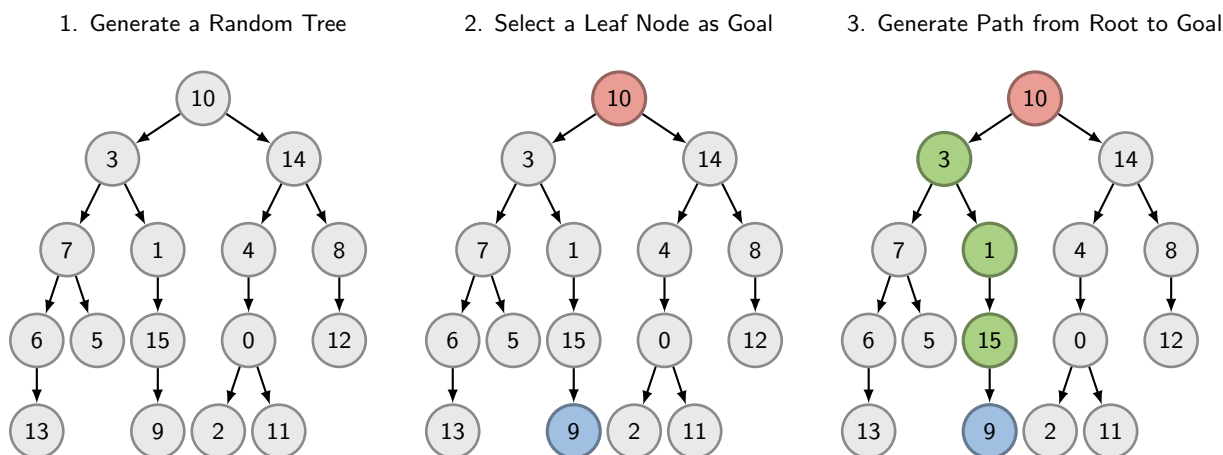 1. Generate a Random Tree
2. Select a Leaf Node as Goal
3. Generate Path from Root to Goal
10
3 14
7 1 4 8
6 5 15 0 12
13 9 2 11
10
3 14
7 1 4 8
6 5 15 0 12
13 9 2 11
10
3 14
7 1 4 8
6 5 15 0 12
13 9 2 11